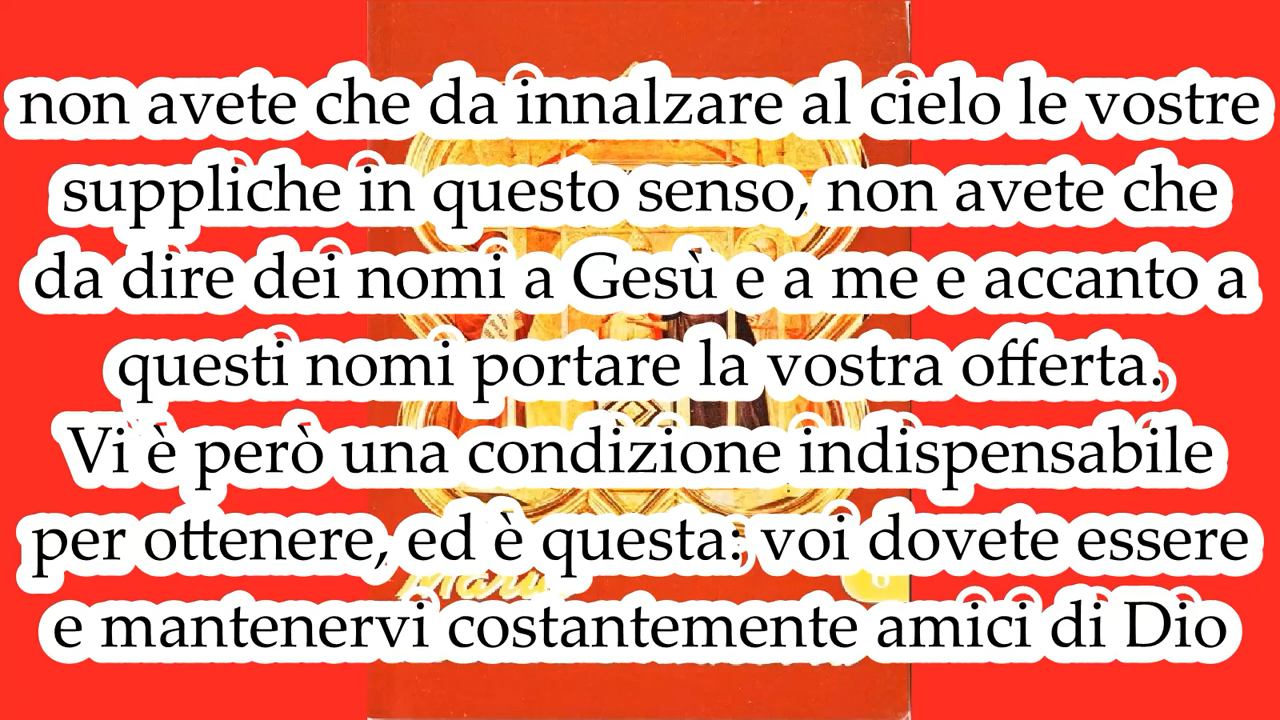 non avete che da innalzare al cielo le vostre
suppliche in questo senso, non avete che
da dire dei nomi a Gesù e a me e accanto a
questi nomi portare la vostra offerta.
Vi è però una condizione indispensabile
per ottenere, ed è questa: voi dovete essere
e mantenervi costantemente amici di Dio
6